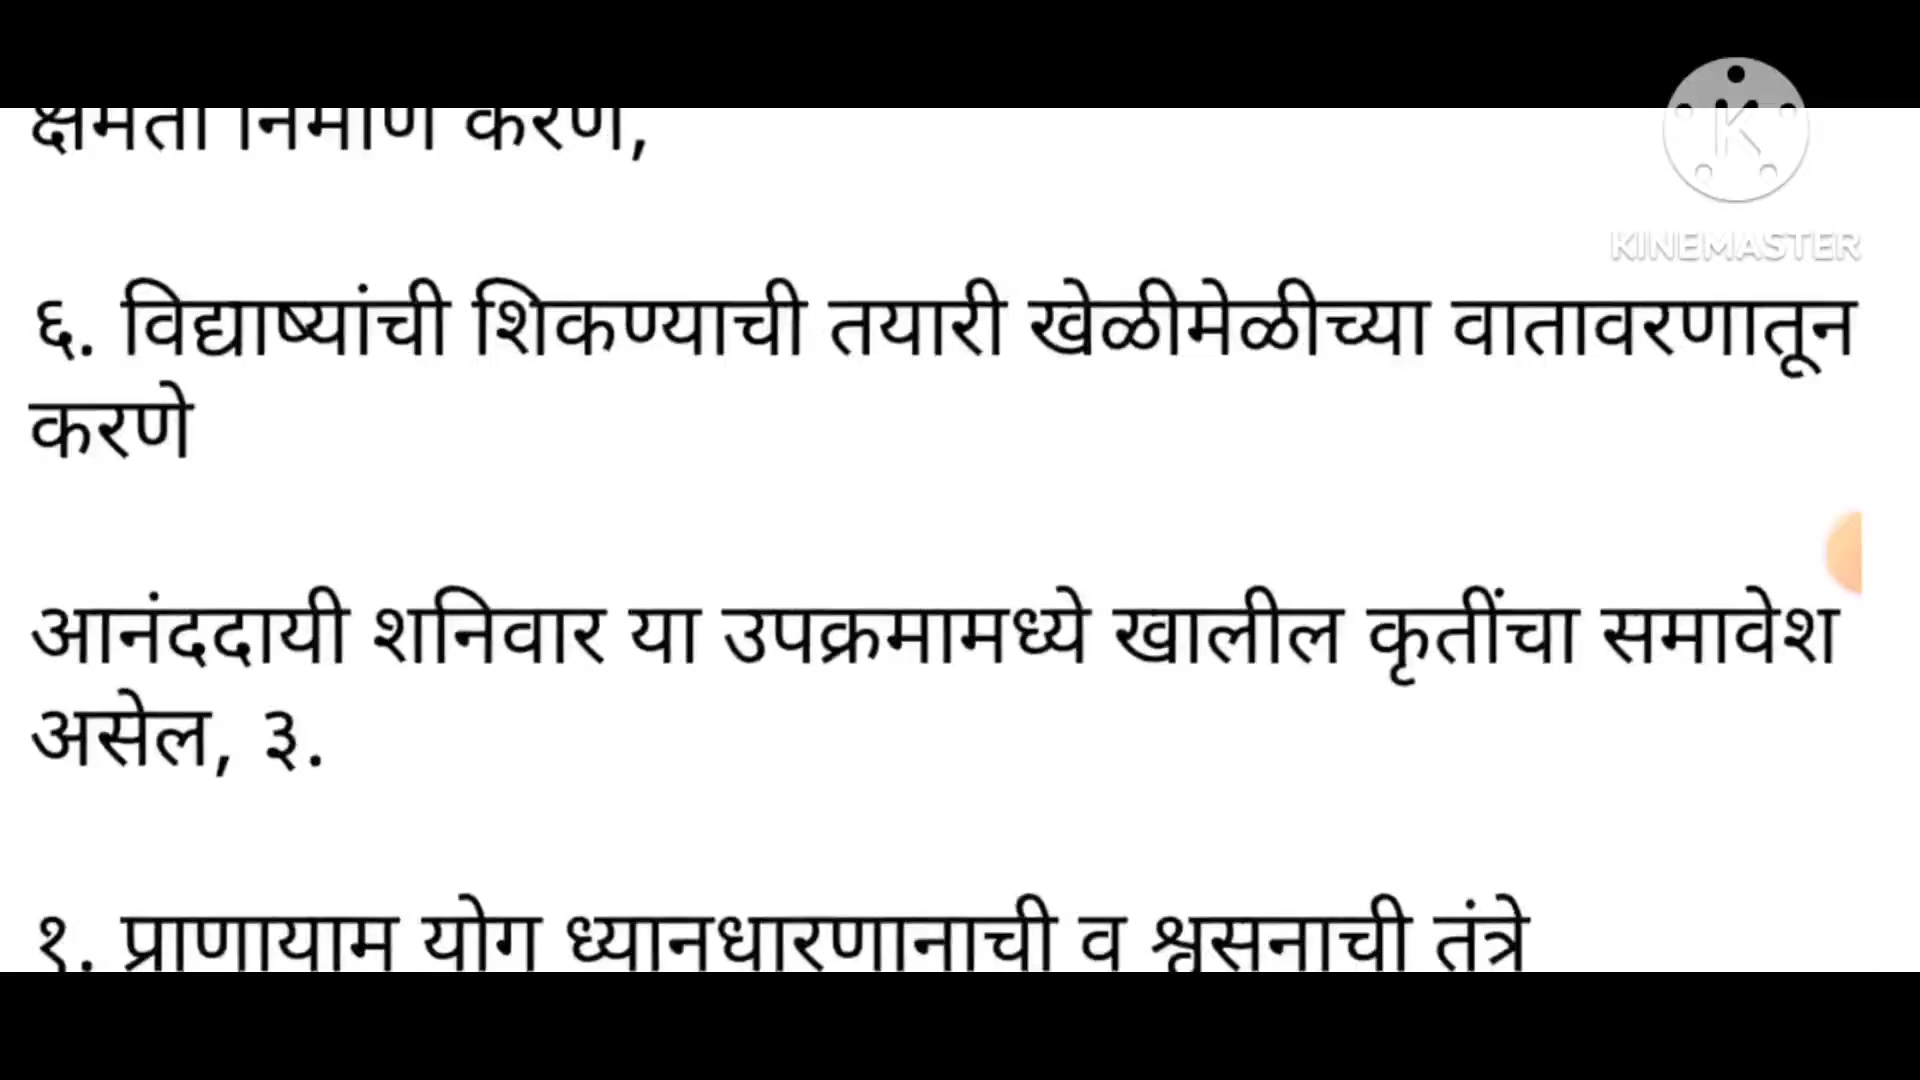 क्षमता निर्माण करणे,
KINEMASTER
६. विद्याष्यांची शिकण्याची तयारी खेळीमेळीच्या वातावरणातून
करणे
आनंददायी शनिवार या उपक्रमामध्ये खालील कृतींचा समावेश
असेल, ३.
१. प्राणायाम योग ध्यानधारणानाची व श्वसनाची तंत्रे